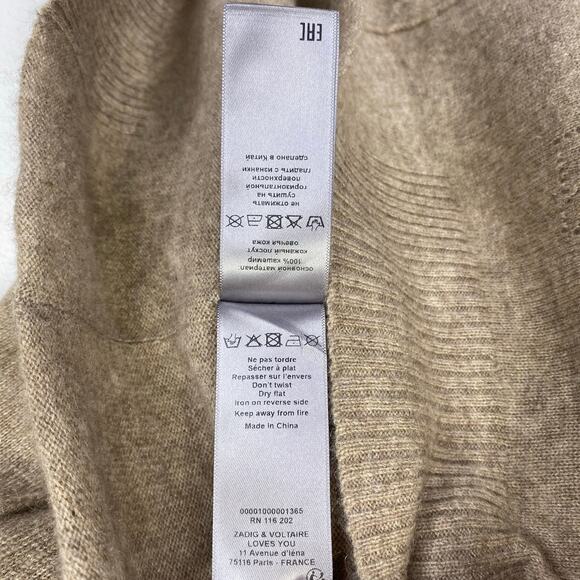 основной материал:
100% кашемир
кожаный лоскут
овечья кожа
не отжимать
сушить на
горизонтальной
поверхности
гладить с изнанки
сделано в Китай
EAC
Ne pas tordre
Sécher à plat
Repasser sur l'envers
Don't twist
Dry flat
Iron on reverse side
Keep away from fire
Made in China
00001000001365
RN 116 202
ZADIG & VOLTAIRE
LOVES YOU
11 Avenue d'Iéna
75116 Paris - FRANCE